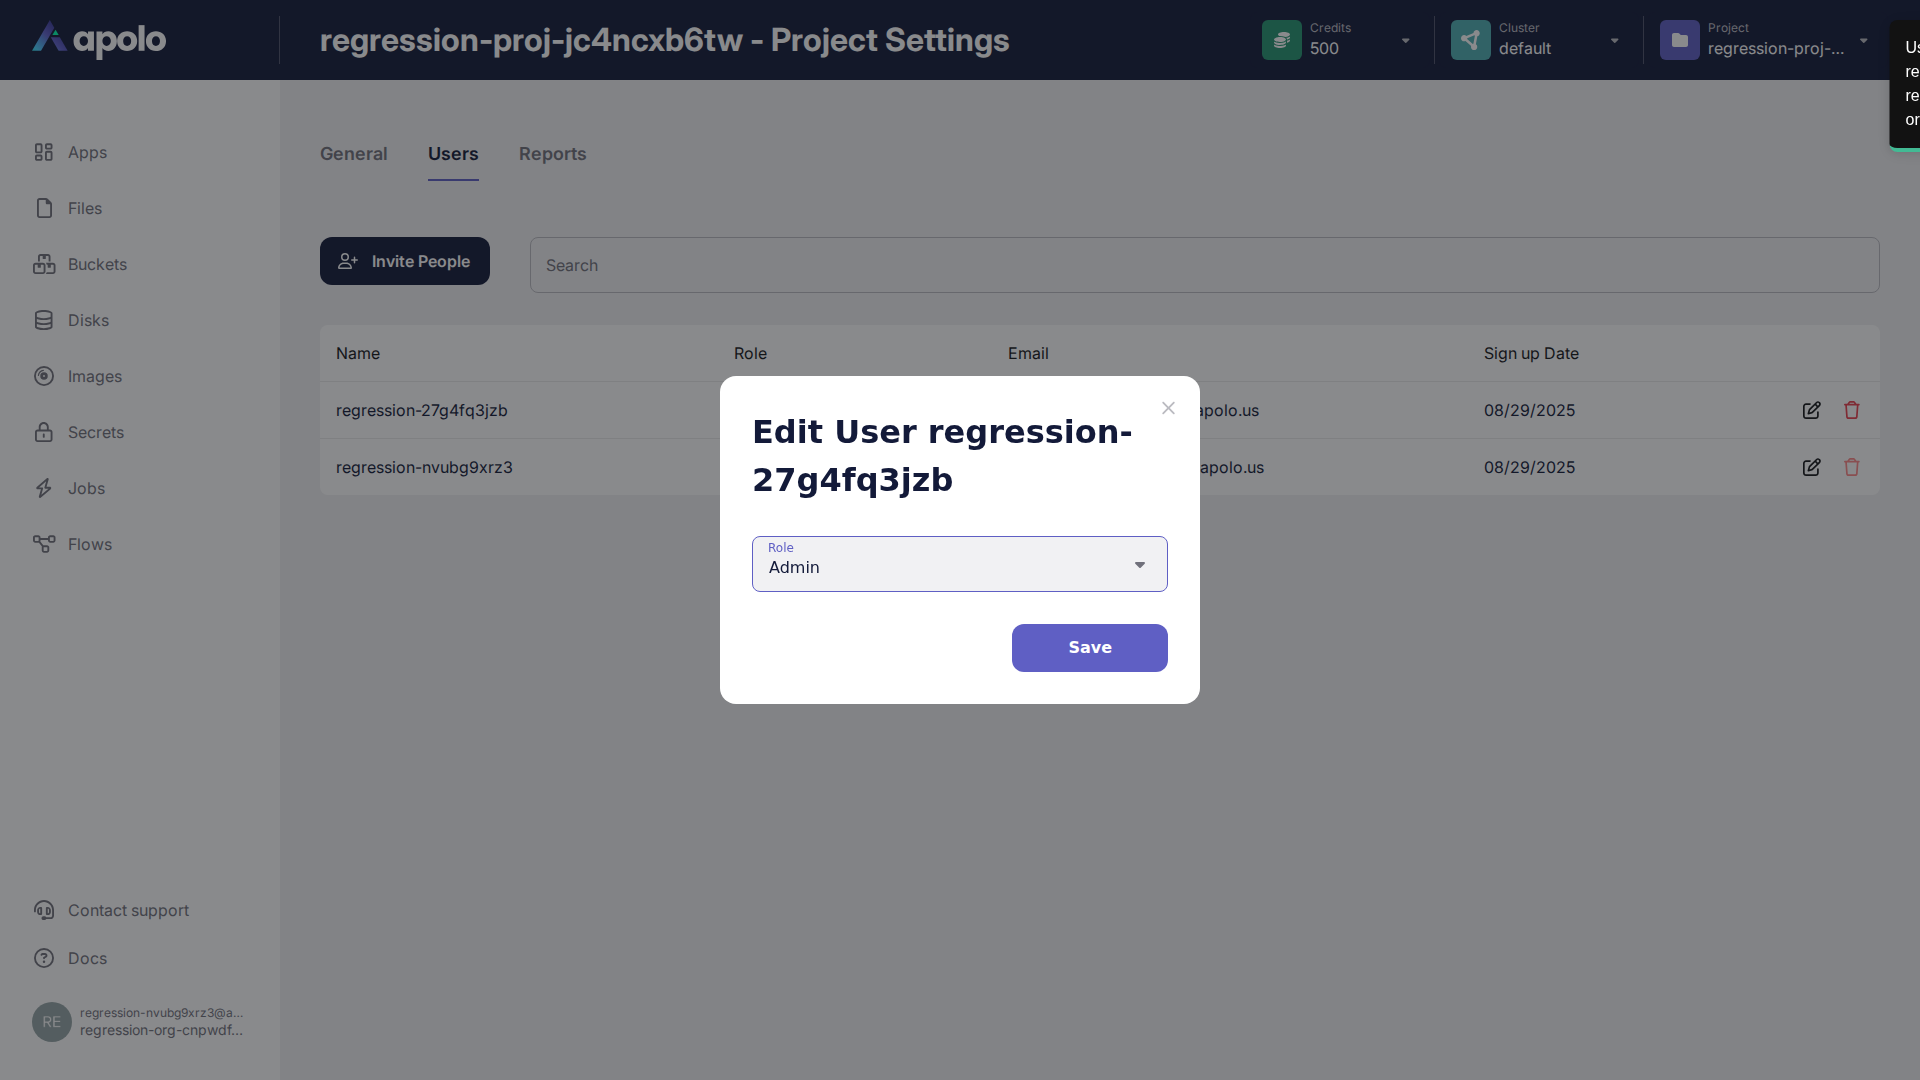 apolo
regression-proj-jc4ncxb6tw - Project Settings
Credits
500
Cluster
default
Project
regression-proj-...
Us
re
re
or
Apps
Files
Buckets
Disks
Images
Secrets
Jobs
Flows
General
Users
Reports
Invite People
Search
Name
Role
Email
Sign up Date
regression-27g4fq3jzb
apolo.us
08/29/2025
regression-nvubg9xrz3
apolo.us
08/29/2025
Edit User regression-
27g4fq3jzb
Role
Admin
Save
Contact support
Docs
RE
regression-nvubg9xrz3@a...
regression-org-cnpwdf...